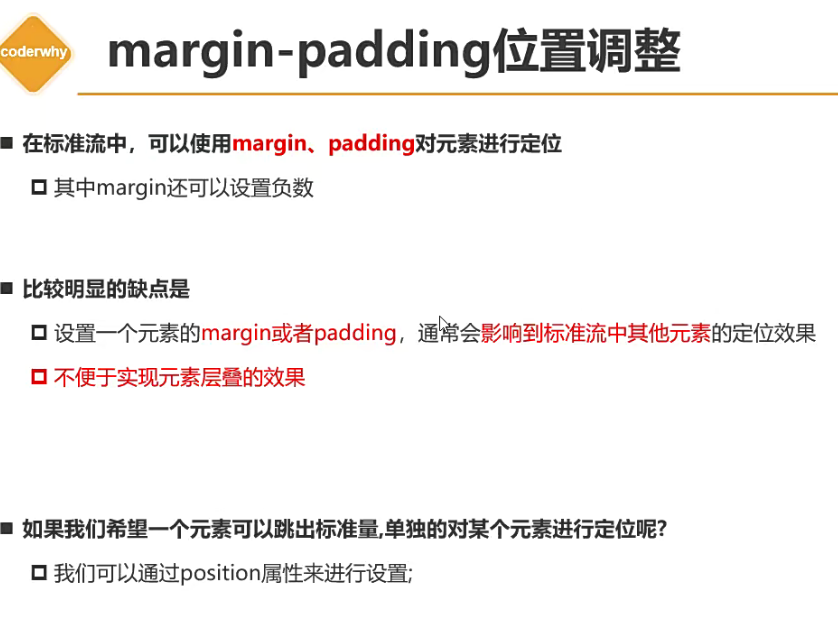 coderwhy
margin-padding位置调整
在标准流中，可以使用margin、padding对元素进行定位
其中margin还可以设置负数
比较明显的缺点是
设置一个元素的margin或者padding，通常会影响到标准流中其他元素的定位效果
不便于实现元素层叠的效果
如果我们希望一个元素可以跳出标准量,单独的对某个元素进行定位呢?
我们可以通过position属性来进行设置;